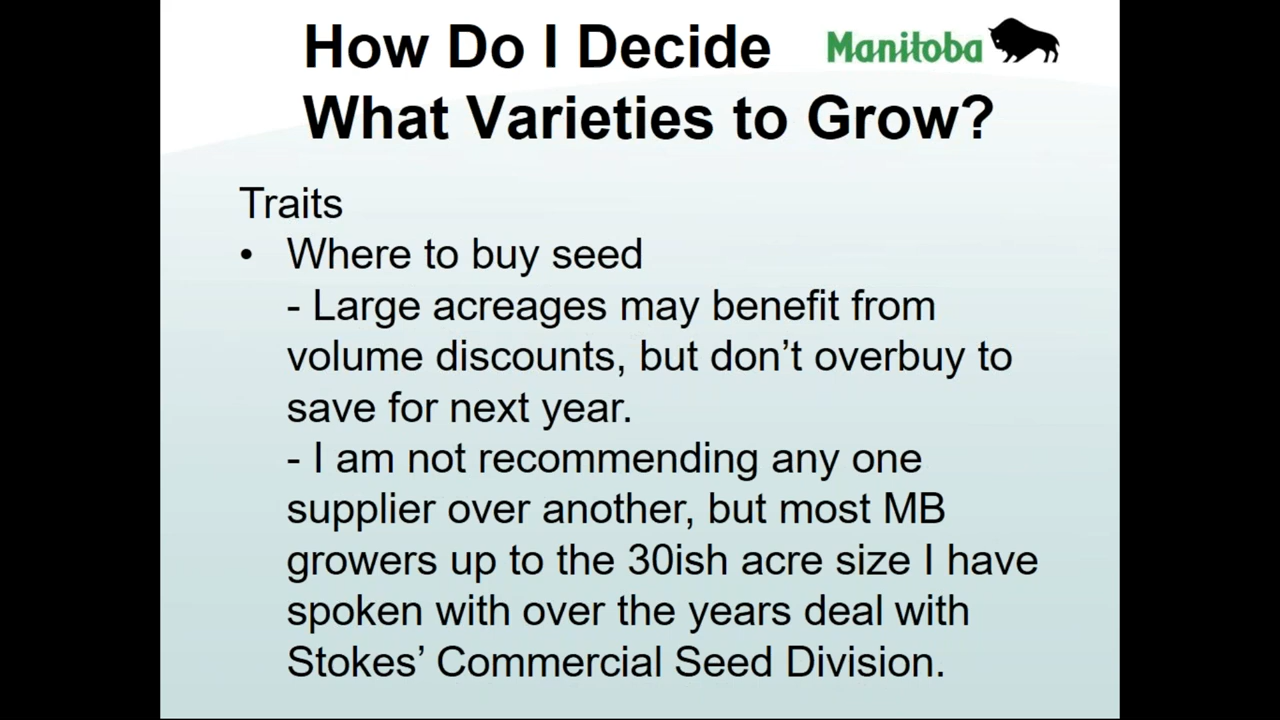 How Do I Decide
Manitoba
What Varieties to Grow?
Traits
• Where to buy seed
- Large acreages may benefit from
volume discounts, but don’t overbuy to
save for next year.
- I am not recommending any one
supplier over another, but most MB
growers up to the 30ish acre size I have
spoken with over the years deal with
Stokes’ Commercial Seed Division.